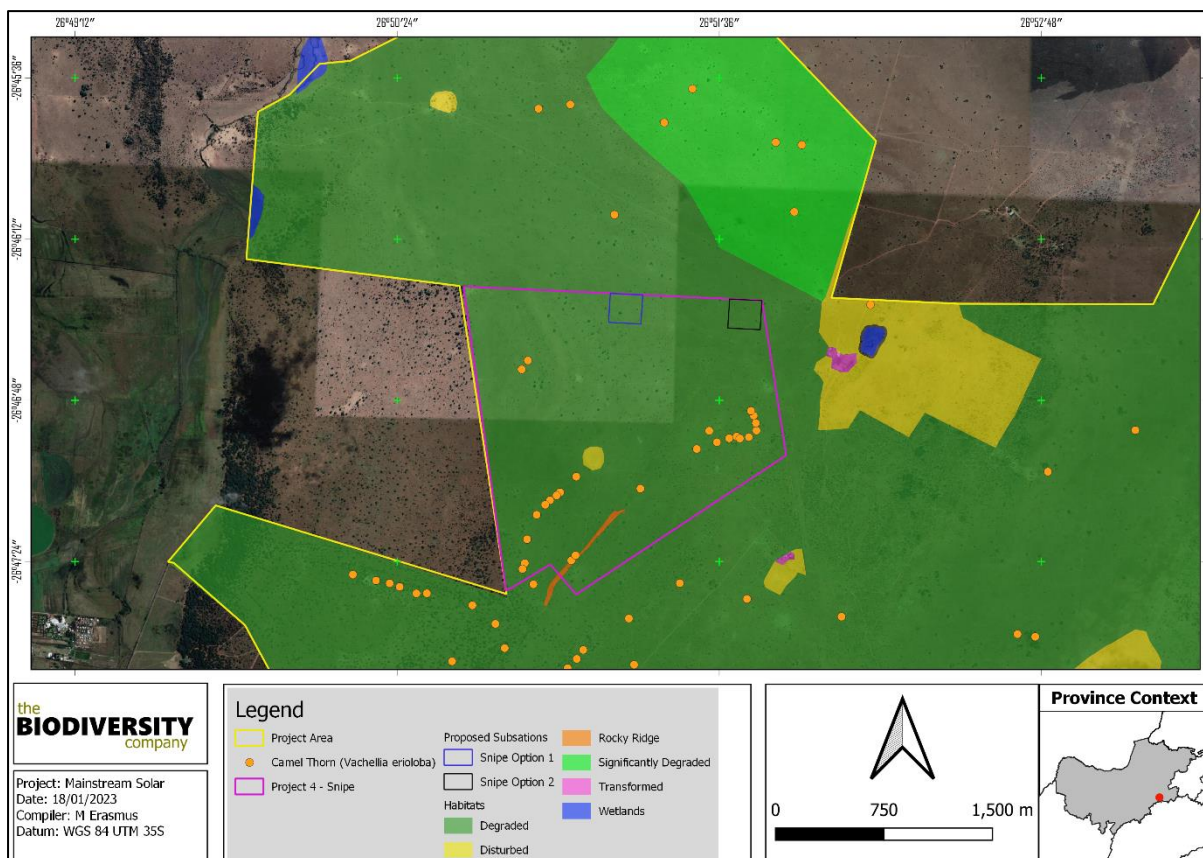 26°49'12" 26°50'24" 26°51'36" 26°52'48"
-26°45'36"
-26°46'12"
-26°46'48"
-26°47'24"
the
BIODIVERSITY
company
Project: Mainstream Solar
Date: 18/01/2023
Compiler: M Erasmus
Datum: WGS 84 UTM 35S
Legend
Project Area
Camel Thorn (Vachellia erioloba)
Project 4 - Snipe
Proposed Subsations
Snipe Option 1
Snipe Option 2
Habitats
Degraded
Disturbed
Rocky Ridge
Significantly Degraded
Transformed
Wetlands
0 750 1,500 m
Province Context